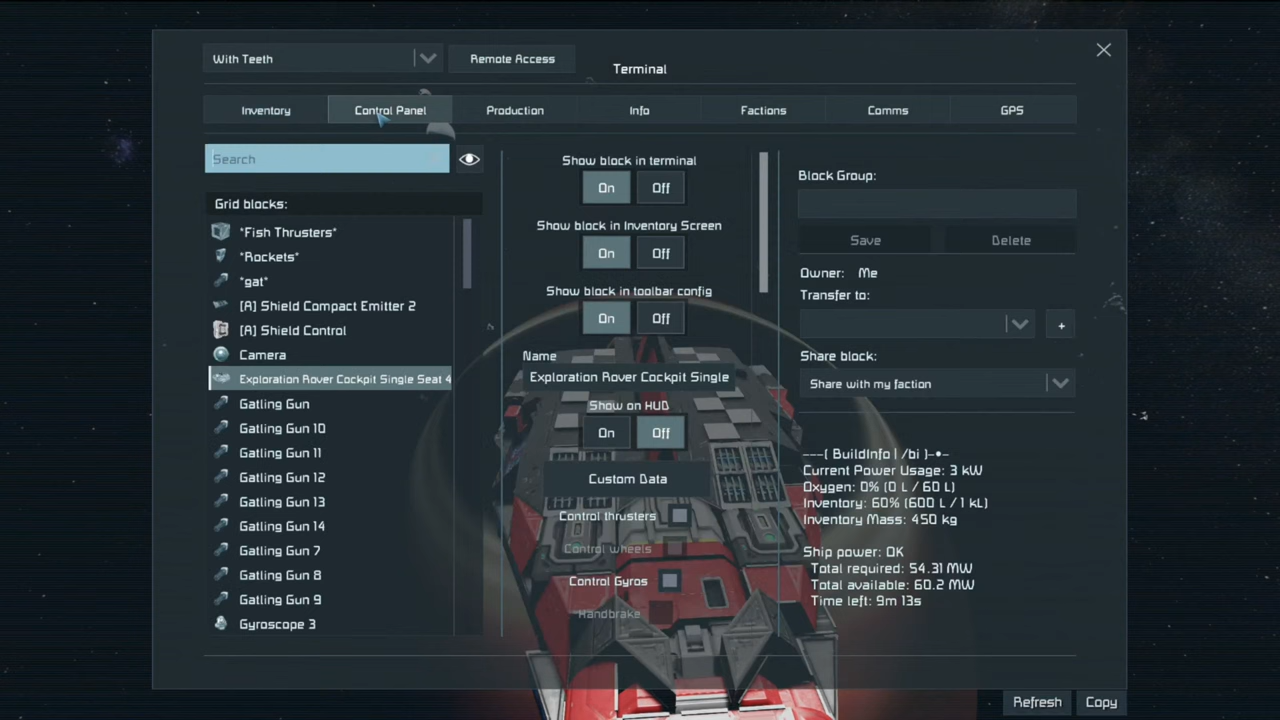 With Teeth
Remote Access
Terminal
Inventory
Control Panel
Production
Info
Factions
Comms
GPS
Search
Grid blocks:
*Fish Thrusters*
*Rockets*
*gat*
[A] Shield Compact Emitter 2
[A] Shield Control
Camera
Exploration Rover Cockpit Single Seat 4
Gatling Gun
Gatling Gun 10
Gatling Gun 11
Gatling Gun 12
Gatling Gun 13
Gatling Gun 14
Gatling Gun 7
Gatling Gun 8
Gatling Gun 9
Gyroscope 3
Show block in terminal
On Off
Show block in Inventory Screen
On Off
Show block in toolbar config
On Off
Name
Exploration Rover Cockpit Single
Show on HUD
On Off
Custom Data
Control thrusters
Control wheels
Control Gyros
Handbrake
Block Group:
Save Delete
Owner: Me
Transfer to:
+
Share block:
Share with my faction
---( BuildInfo | /bi )-•-
Current Power Usage: 3 kW
Oxygen: 0% (0 L / 60 L)
Inventory: 60% (600 L / 1 kL)
Inventory Mass: 450 kg
Ship power: OK
Total required: 54.31 MW
Total available: 60.2 MW
Time left: 9m 13s
Refresh
Copy